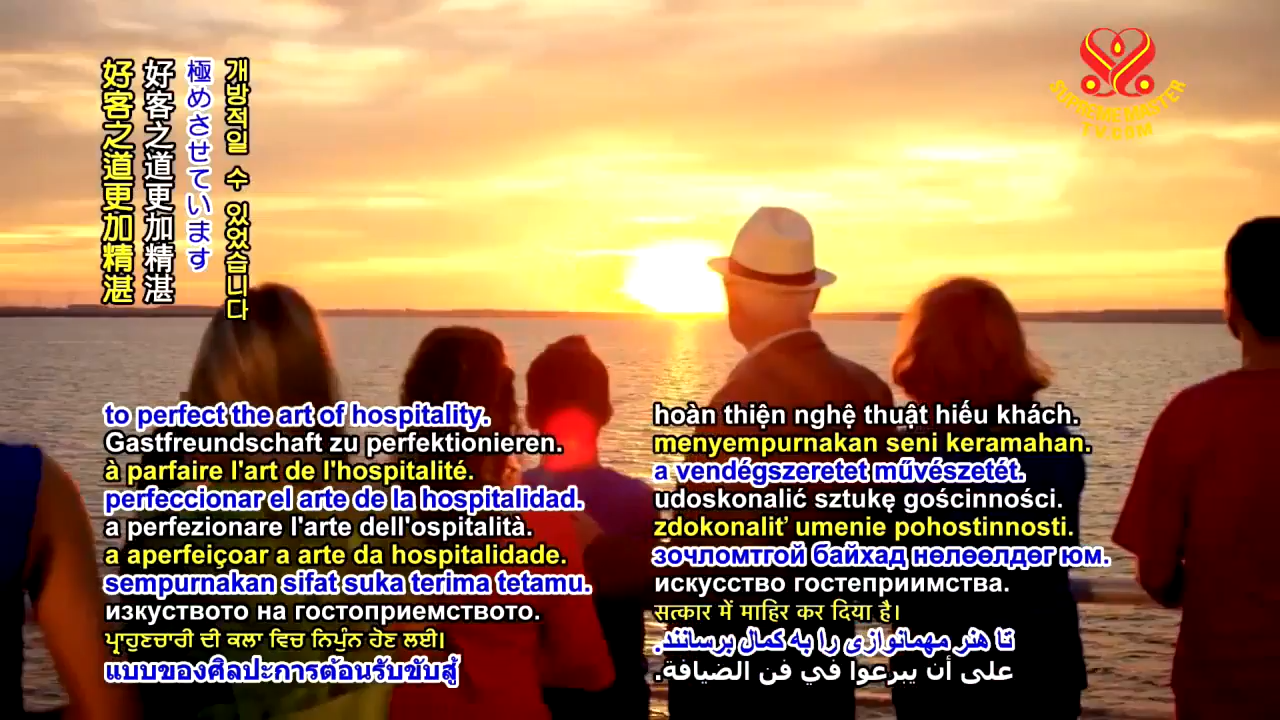 好客之道更加精湛
好客之道更加精湛
極めさせています
개방적일 수 있었습니다
SUPREME MASTER
TV.COM
to perfect the art of hospitality.
Gastfreundschaft zu perfektionieren.
à parfaire l'art de l'hospitalité.
perfeccionar el arte de la hospitalidad.
a perfezionare l'arte dell'ospitalità.
a aperfeiçoar a arte da hospitalidade.
sempurnakan sifat suka terima tetamu.
изкуството на гостоприемството.
ਪ੍ਰਾਹੁਣਚਾਰੀ ਦੀ ਕਲਾ ਵਿਚ ਨਿਪੁੰਨ ਹੋਣ ਲਈ।
แบบของศิลปะการต้อนรับขับสู้
hoàn thiện nghệ thuật hiếu khách.
menyempurnakan seni keramahan.
a vendégszeretet művészetét.
udoskonalić sztukę gościnności.
zdokonaliť umenie pohostinnosti.
зочломтгой байхад нөлөөлдөг юм.
искусство гостеприимства.
सत्कार में माहिर कर दिया है।
تا هنر مهمانوازی را به کمال برسانند.
على أن يبرعوا في فن الضيافة.